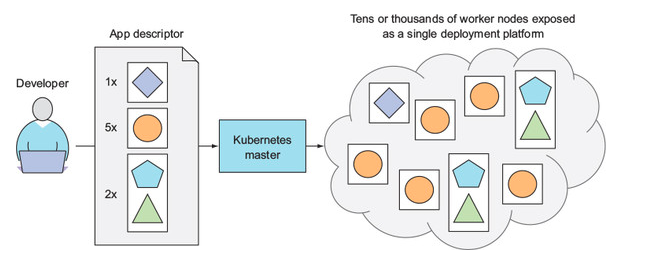 Tens or thousands of worker nodes exposed
as a single deployment platform
App descriptor
Developer
1x
5x
2x
Kubernetes
master